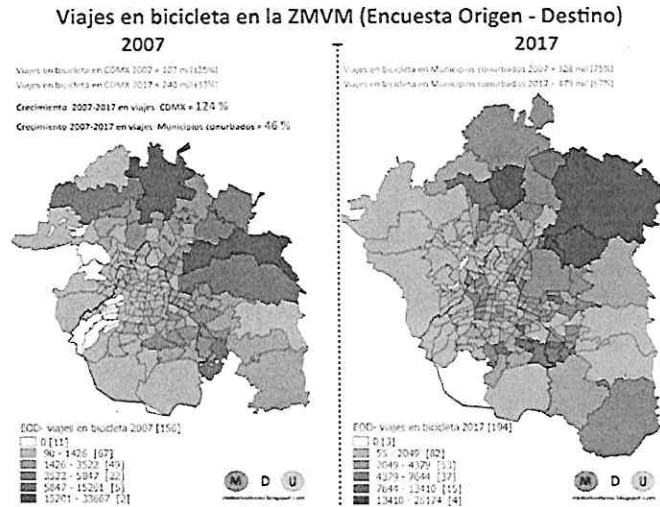 Viajes en bicicleta en la ZMVM (Encuesta Origen - Destino)
2007
2017
Viajes en bicicleta en CDMX 2007 = 107 mil (25%)
Viajes en bicicleta en CDMX 2017 = 240 mil (33%)
Crecimiento 2007-2017 en viajes CDMX = 124 %
Crecimiento 2007-2017 en viajes Municipios conurbados = 46 %
Viajes en bicicleta en Municipios conurbados 2007 = 328 mil (75%)
Viajes en bicicleta en Municipios conurbados 2017 = 479 mil (67%)
EOD- viajes en bicicleta 2007 [156]
0 [11]
90 - 1426 [67]
1426 - 3522 [49]
3522 - 5847 [22]
5847 - 15201 [5]
15201 - 33667 [2]
M D U
EOD- viajes en bicicleta 2017 [194]
0 [3]
55 - 2049 [82]
2049 - 4379 [53]
4379 - 7644 [37]
7644 - 13410 [15]
13410 - 26174 [4]
M D U